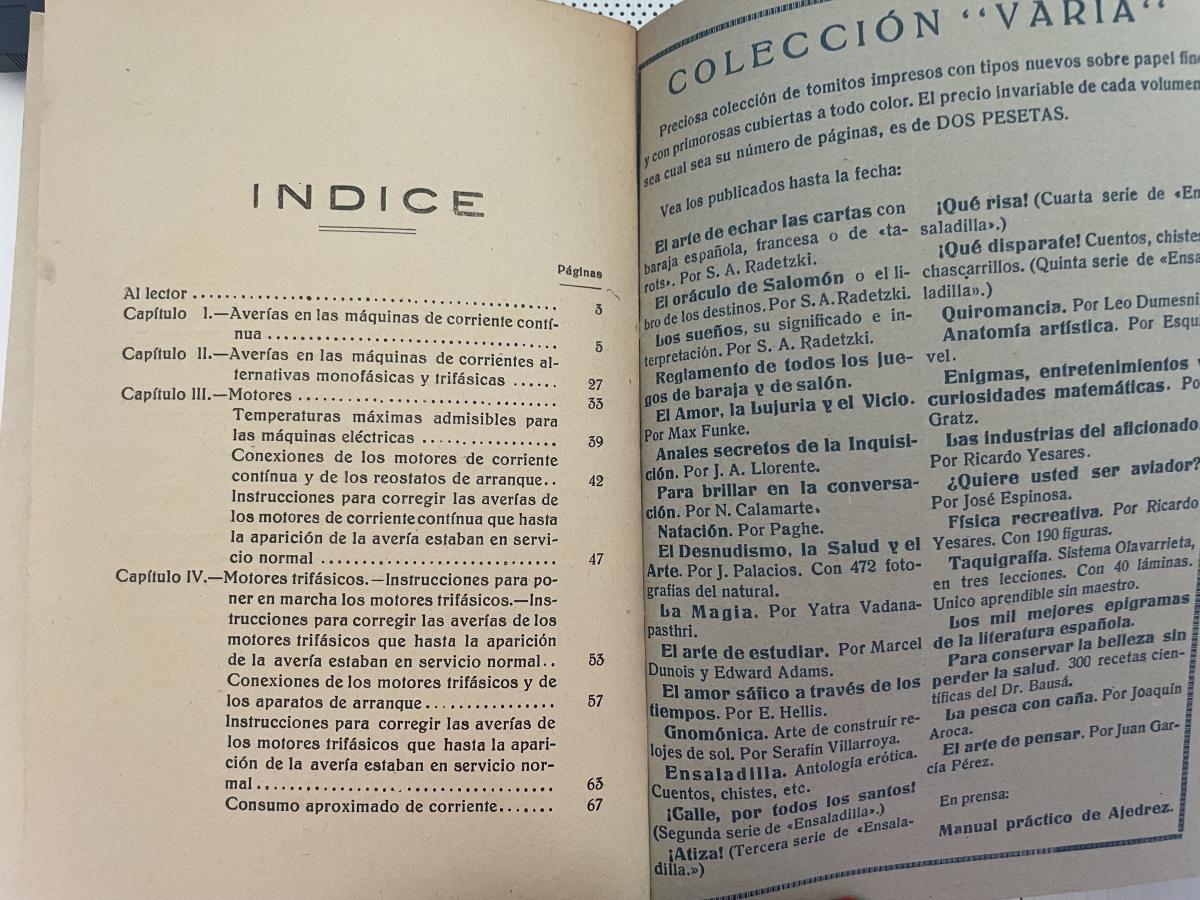 INDICE
Páginas
Al lector ........ 3
Capítulo I.—Averías en las máquinas de corriente contí-
nua ........ 5
Capítulo II.—Averías en las máquinas de corrientes al-
ternativas monofásicas y trifásicas ...... 27
Capítulo III.—Motores ........ 33
Temperaturas máximas admisibles para
las máquinas eléctricas ........ 39
Conexiones de los motores de corriente
contínua y de los reostatos de arranque.. 42
Instrucciones para corregir las averías de
los motores de corriente contínua que hasta
la aparición de la avería estaban en servi-
cio normal ........ 47
Capítulo IV.—Motores trifásicos.—Instrucciones para po-
ner en marcha los motores trifásicos.—Ins-
trucciones para corregir las averías de los
motores trifásicos que hasta la aparición
de la avería estaban en servicio normal.. 53
Conexiones de los motores trifásicos y de
los aparatos de arranque ........ 57
Instrucciones para corregir las averías de
los motores trifásicos que hasta la apari-
ción de la avería estaban en servicio nor-
mal ........ 63
Consumo aproximado de corriente ....... 67
COLECCIÓN “VARIA“
Preciosa colección de tomitos impresos con tipos nuevos sobre papel fino
y con primorosas cubiertas a todo color. El precio invariable de cada volumen
sea cual sea su número de páginas, es de DOS PESETAS.
Vea los publicados hasta la fecha:
El arte de echar las cartas con
baraja española, francesa o de «ta-
rots». Por S. A. Radetzki.
El oráculo de Salomón o el li-
bro de los destinos. Por S. A. Radetzki.
Los sueños, su significado e in-
terpretación. Por S. A. Radetzki.
Reglamento de todos los jue-
gos de baraja y de salón.
El Amor, la Lujuria y el Vicio.
Por Max Funke.
Anales secretos de la Inquisi-
ción. Por J. A. Llorente.
Para brillar en la conversa-
ción. Por N. Calamarte.
Natación. Por Paghe.
El Desnudismo, la Salud y el
Arte. Por J. Palacios. Con 472 foto-
grafías del natural.
La Magia. Por Yatra Vadana-
pasthri.
El arte de estudiar. Por Marcel
Dunois y Edward Adams.
El amor sáfico a través de los
tiempos. Por E. Hellis.
Gnomónica. Arte de construir re-
lojes de sol. Por Serafín Villarroya.
Ensaladilla. Antología erótica.
Cuentos, chistes, etc.
¡Calle, por todos los santos!
(Segunda serie de «Ensaladilla».)
¡Atiza! (Tercera serie de «Ensala-
dilla.»)
¡Qué risa! (Cuarta serie de «En
saladilla».)
¡Qué disparate! Cuentos, chistes
chascarrillos. (Quinta serie de «Ensa
ladilla».)
Quiromancia. Por Leo Dumesni
Anatomía artística. Por Esqui
vel.
Enigmas, entretenimientos y
curiosidades matemáticas. Po
Gratz.
Las industrias del aficionado.
Por Ricardo Yesares.
¿Quiere usted ser aviador?
Por José Espinosa.
Física recreativa. Por Ricardo
Yesares. Con 190 figuras.
Taquigrafía. Sistema Olavarrieta,
en tres lecciones. Con 40 láminas.
Unico aprendible sin maestro.
Los mil mejores epigramas
de la literatura española.
Para conservar la belleza sin
perder la salud. 300 recetas cien-
tíficas del Dr. Bausá.
La pesca con caña. Por Joaquín
Aroca.
El arte de pensar. Por Juan Gar-
cía Pérez.
En prensa:
Manual práctico de Ajedrez.